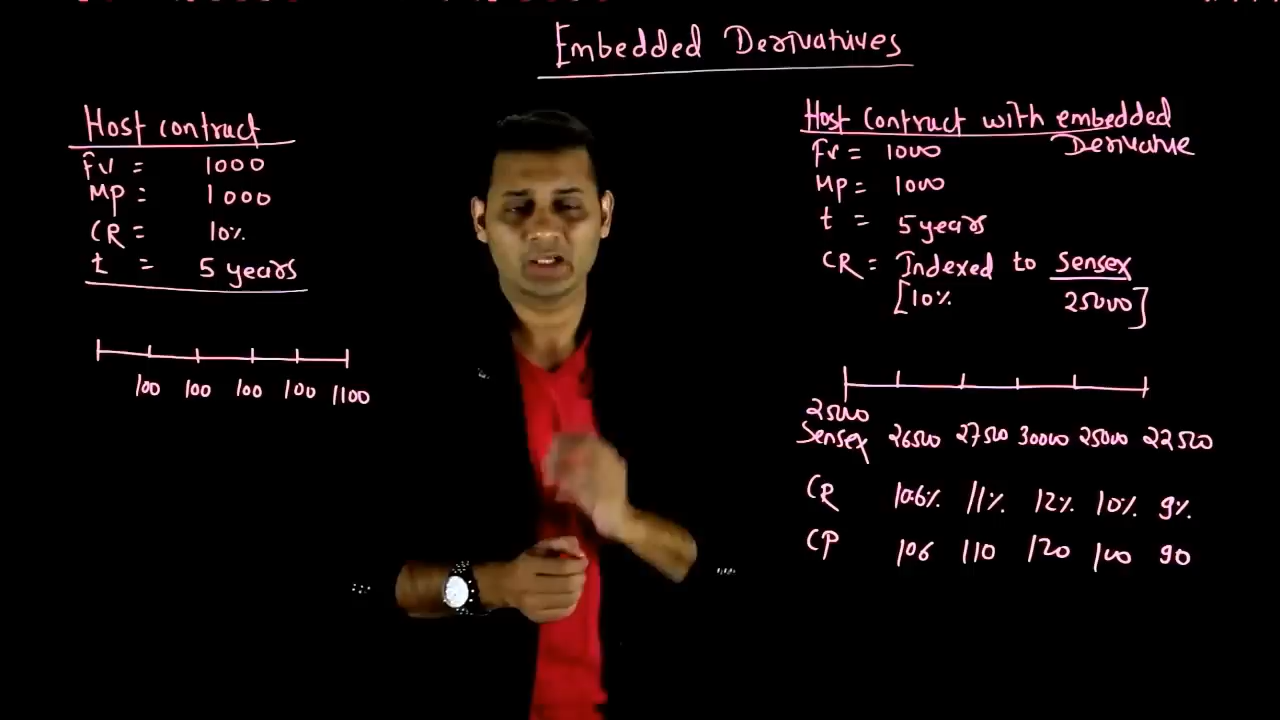 Embedded Derivatives
Host contract
FV = 1000
MP = 1000
CR = 10%
t = 5 years
100 100 100 100 1100
Host Contract with embedded
Derivative
FV = 1000
MP = 1000
t = 5 years
CR = Indexed to Sensex
[10% 25000]
25000
Sensex 26500 27500 30000 25000 22500
CR 10.6% 11% 12% 10% 9%
CP 106 110 120 100 90